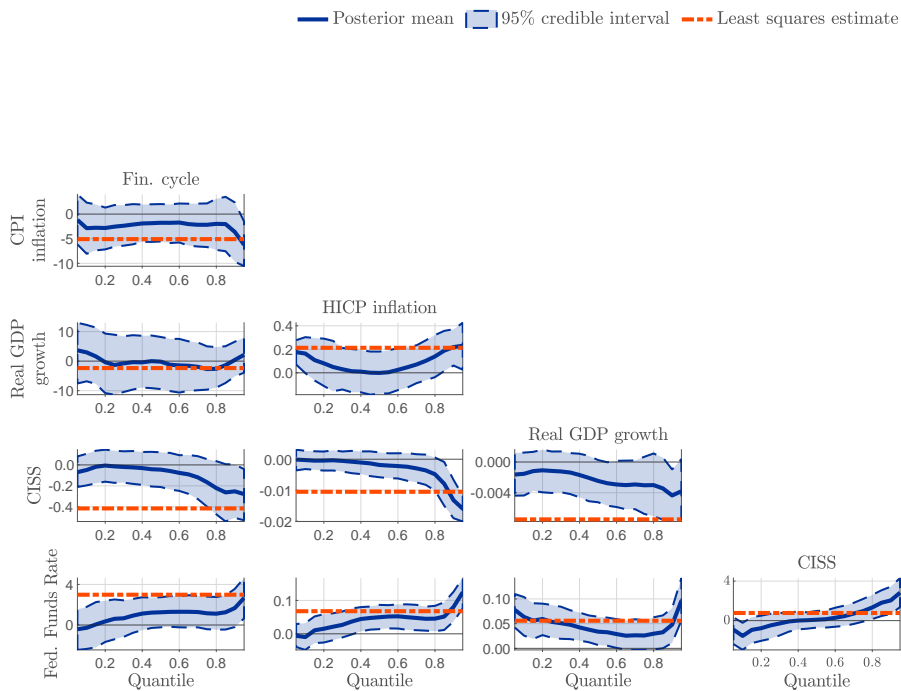 Posterior mean 95% credible interval Least squares estimate
Fin. cycle
CPI
inflation
0
-5
-10
0.2 0.4 0.6 0.8
HICP inflation
Real GDP
growth
10
0
-10
0.2 0.4 0.6 0.8
0.4
0.2
0.0
0.2 0.4 0.6 0.8
Real GDP growth
CISS
0.0
-0.2
-0.4
0.2 0.4 0.6 0.8
0.00
-0.01
-0.02
0.2 0.4 0.6 0.8
0.000
-0.004
0.2 0.4 0.6 0.8
CISS
Fed. Funds Rate
4
0
0.2 0.4 0.6 0.8
Quantile
0.1
0.0
0.2 0.4 0.6 0.8
Quantile
0.10
0.05
0.00
0.2 0.4 0.6 0.8
Quantile
4
0
0.2 0.4 0.6 0.8
Quantile